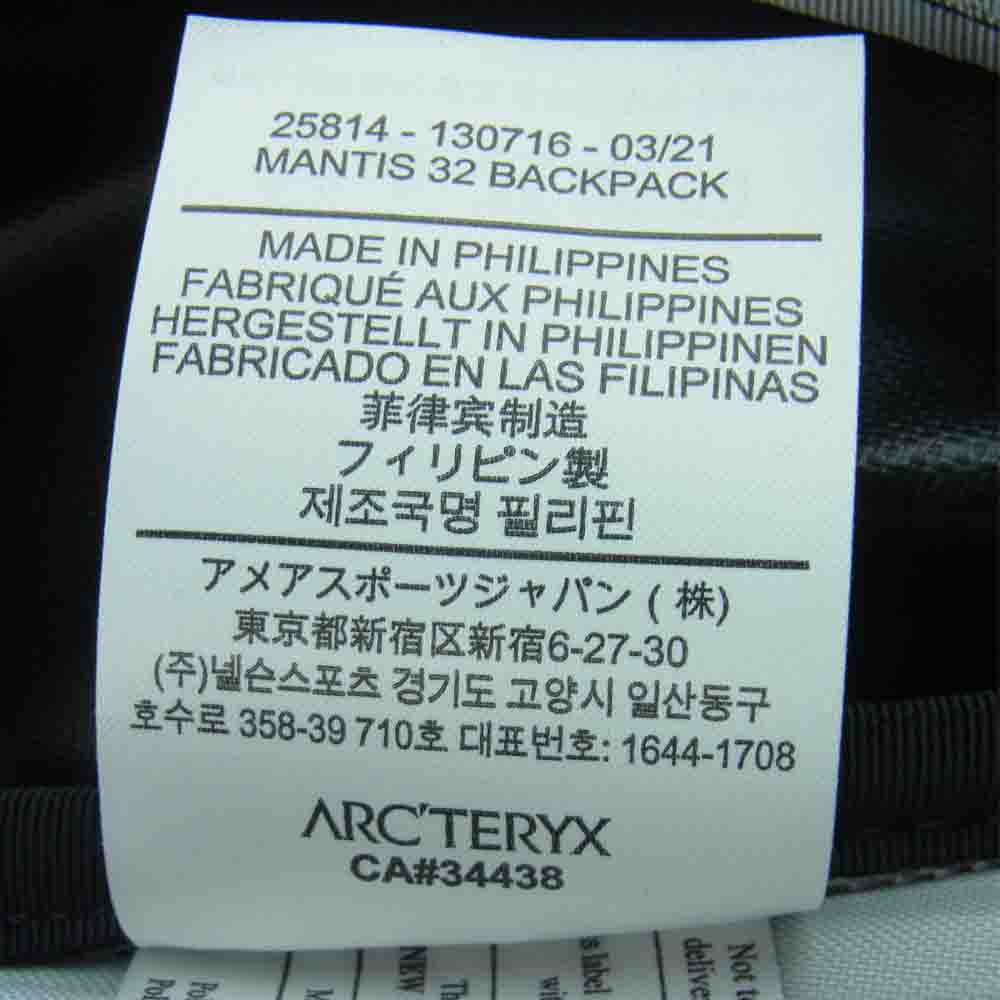 25814 - 130716 - 03/21
MANTIS 32 BACKPACK
MADE IN PHILIPPINES
FABRIQUÉ AUX PHILIPPINES
HERGESTELLT IN PHILIPPINEN
FABRICADO EN LAS FILIPINAS
菲律宾制造
フィリピン製
제조국명 필리핀
アメアスポーツジャパン ( 株)
東京都新宿区新宿6-27-30
(주)넬슨스포츠 경기도 고양시 일산동구
호수로 358-39 710호 대표번호: 1644-1708
ARC'TERYX
CA#34438
NEW
label
Not